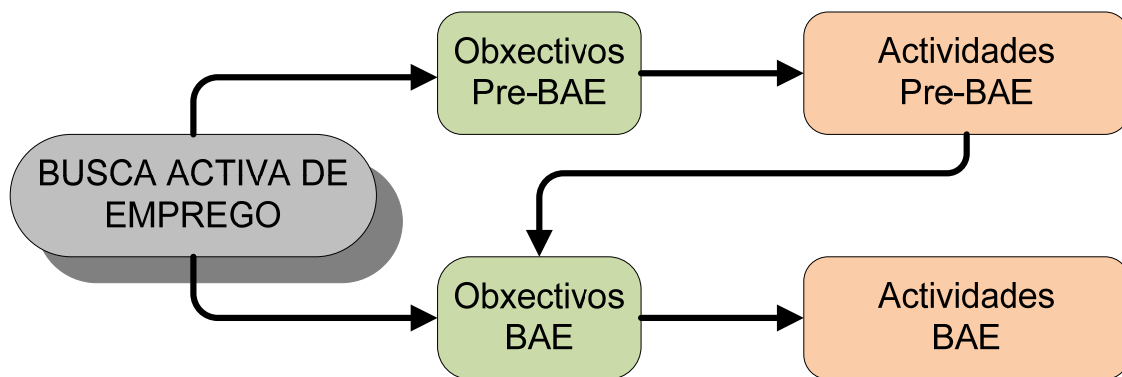 Obxectivos
Pre-BAE
Actividades
Pre-BAE
BUSCA ACTIVA DE
EMPREGO
Obxectivos
BAE
Actividades
BAE